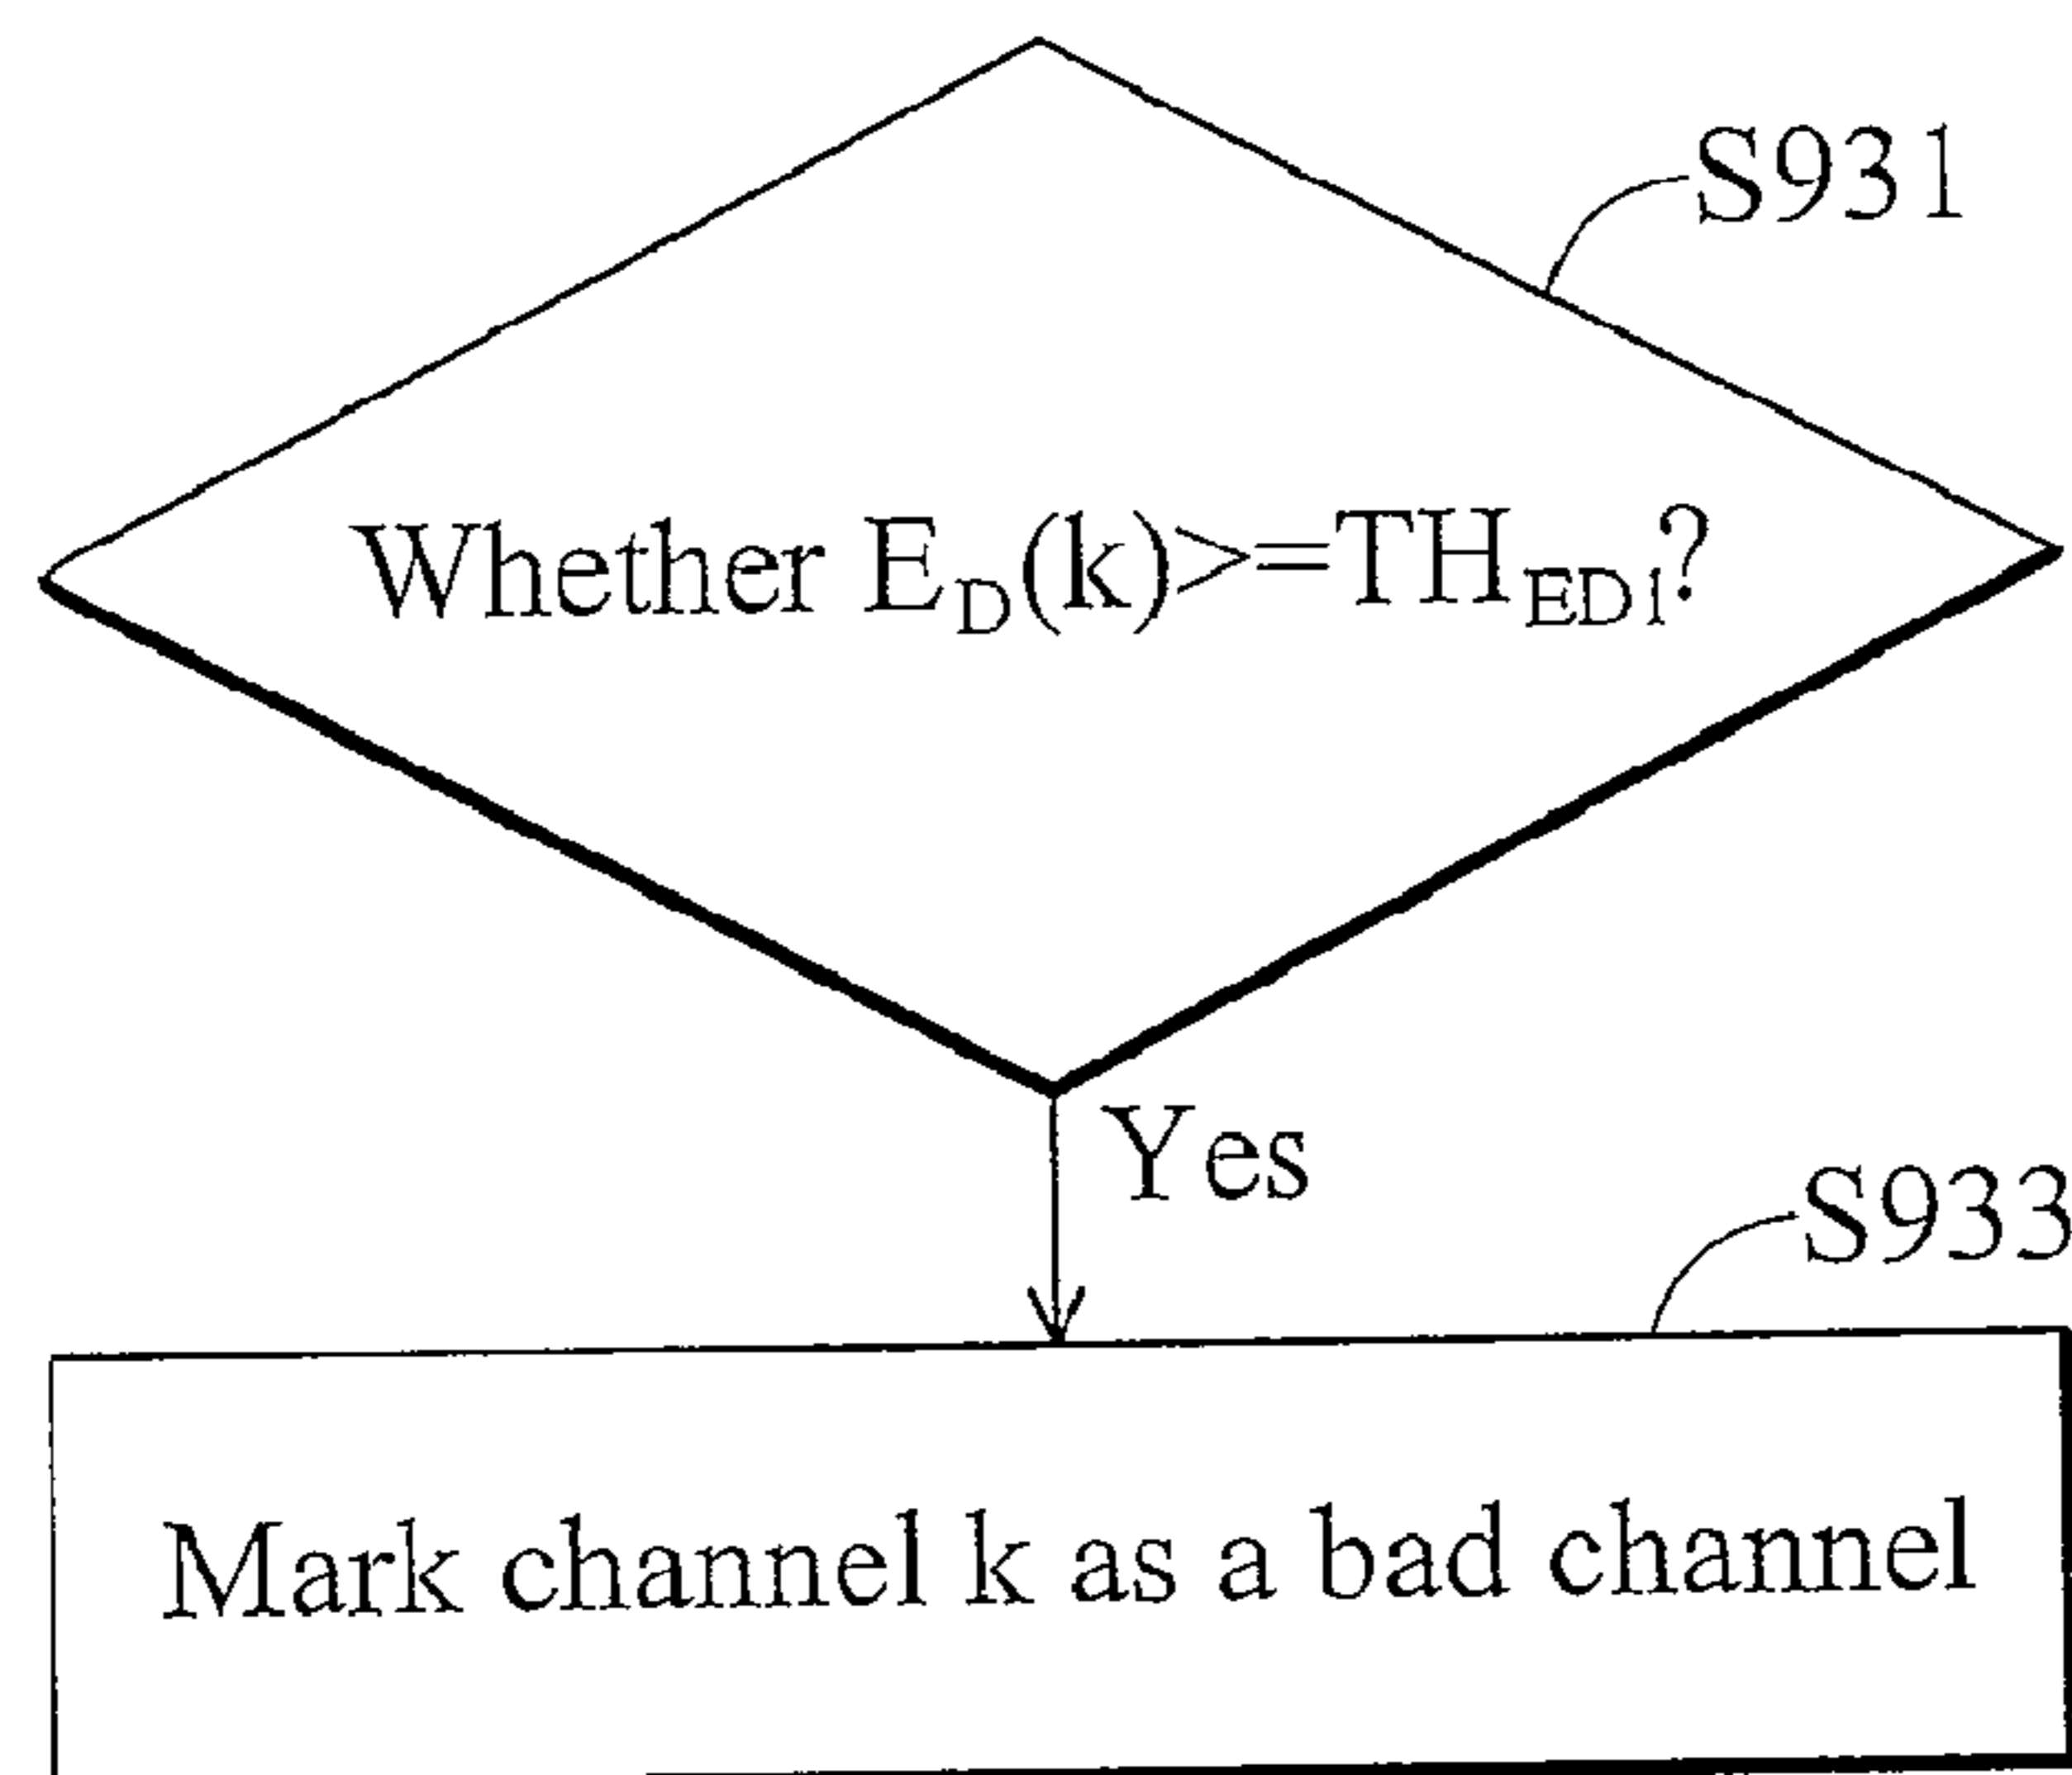 S931
Whether E_D(k)>=TH_ED1?
Yes
S933
Mark channel k as a bad channel